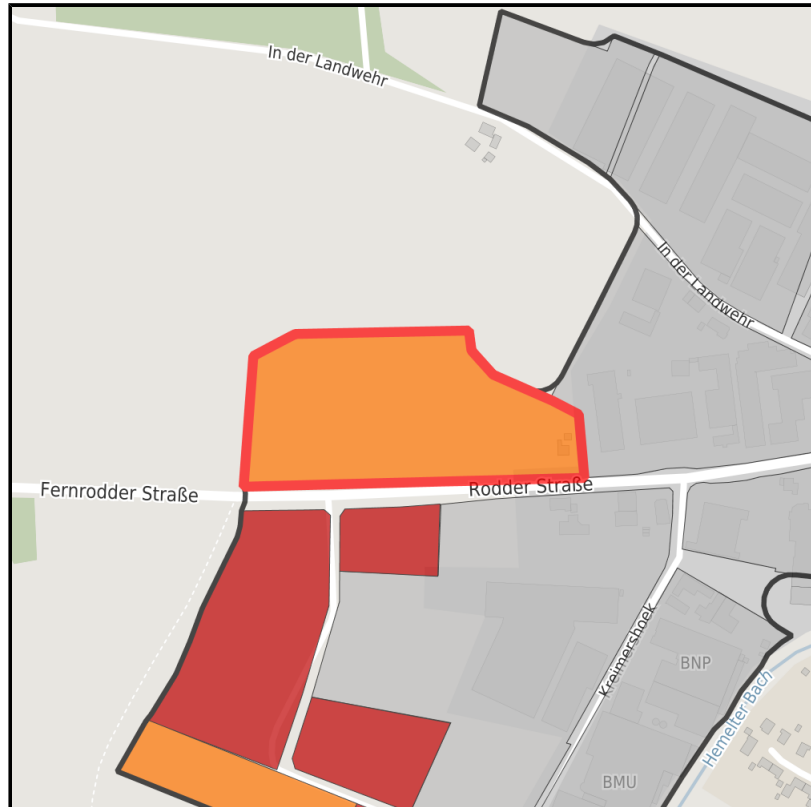 In der Landwehr
In der Landwehr
Fernrodder Straße
Rodder Straße
Kreimershoek
BNP
Hemelter Bach
BMU